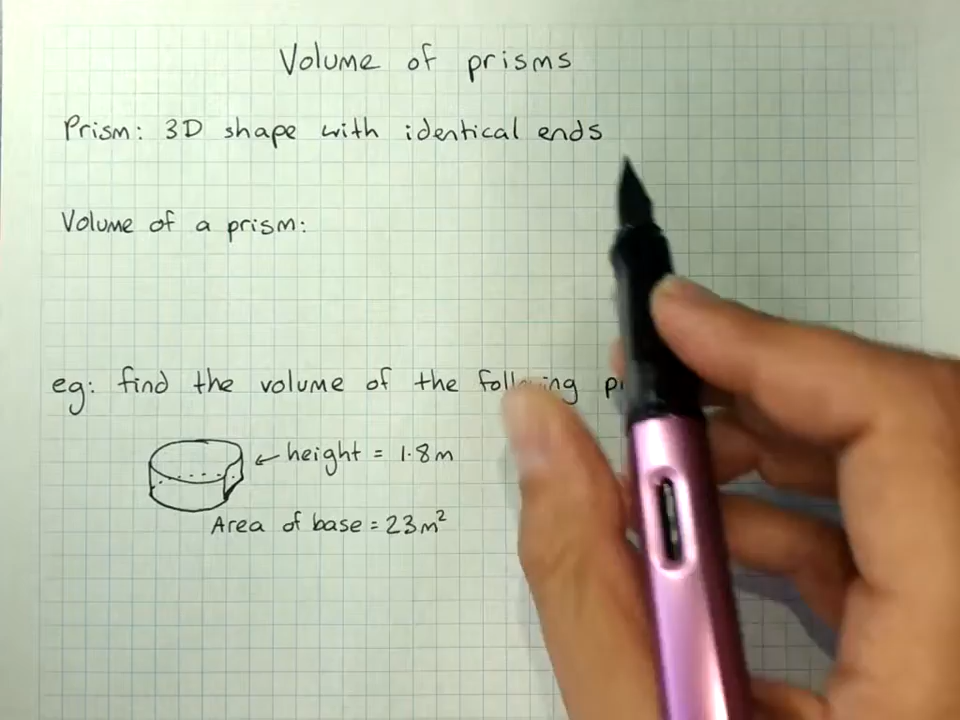 Volume of prisms
Prism: 3D shape with identical ends
Volume of a prism:
eg: find the volume of the following
height = 1.8m
Area of base = 23m²